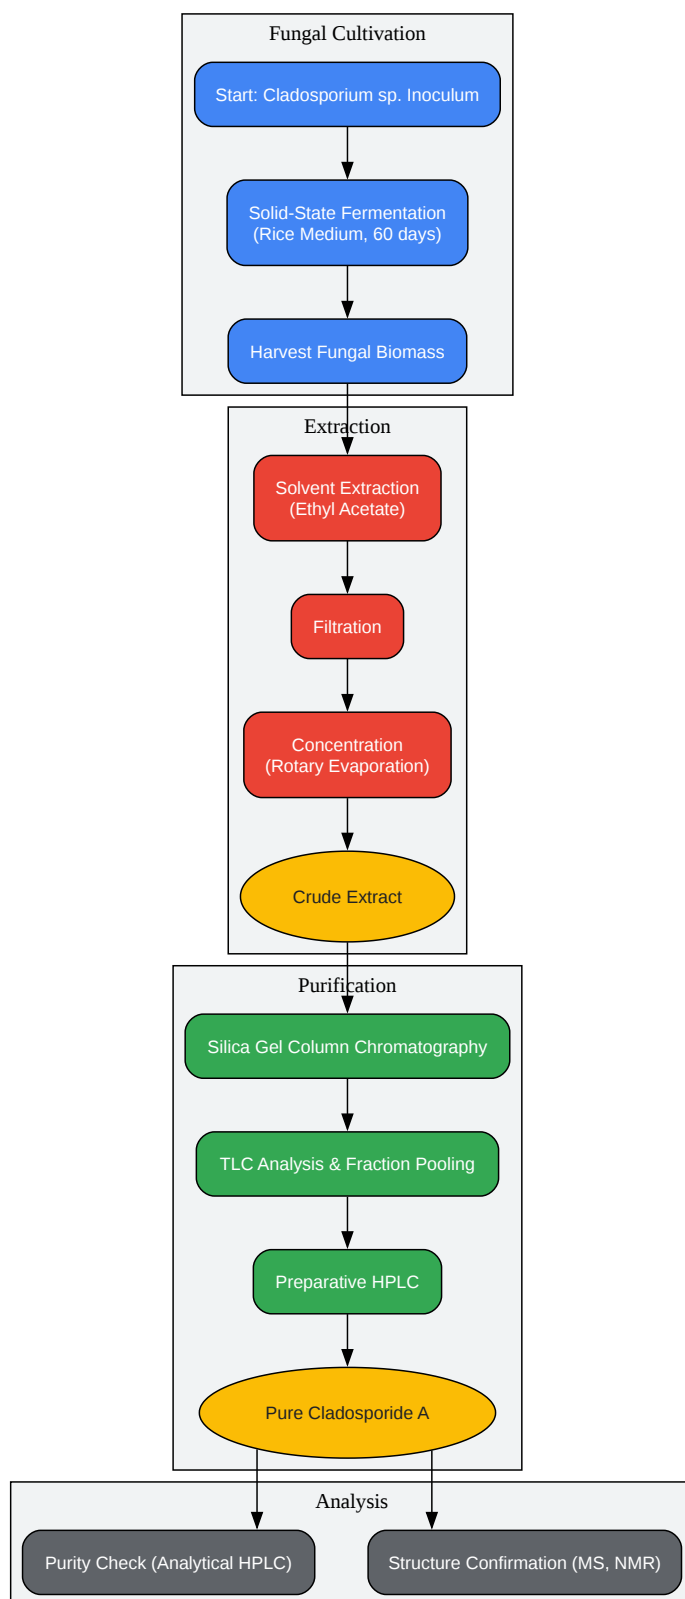 Fungal Cultivation
Start: Cladosporium sp. Inoculum
Solid-State Fermentation
(Rice Medium, 60 days)
Harvest Fungal Biomass
Extraction
Solvent Extraction
(Ethyl Acetate)
Filtration
Concentration
(Rotary Evaporation)
Crude Extract
Purification
Silica Gel Column Chromatography
TLC Analysis & Fraction Pooling
Preparative HPLC
Pure Cladosporide A
Analysis
Purity Check (Analytical HPLC)
Structure Confirmation (MS, NMR)